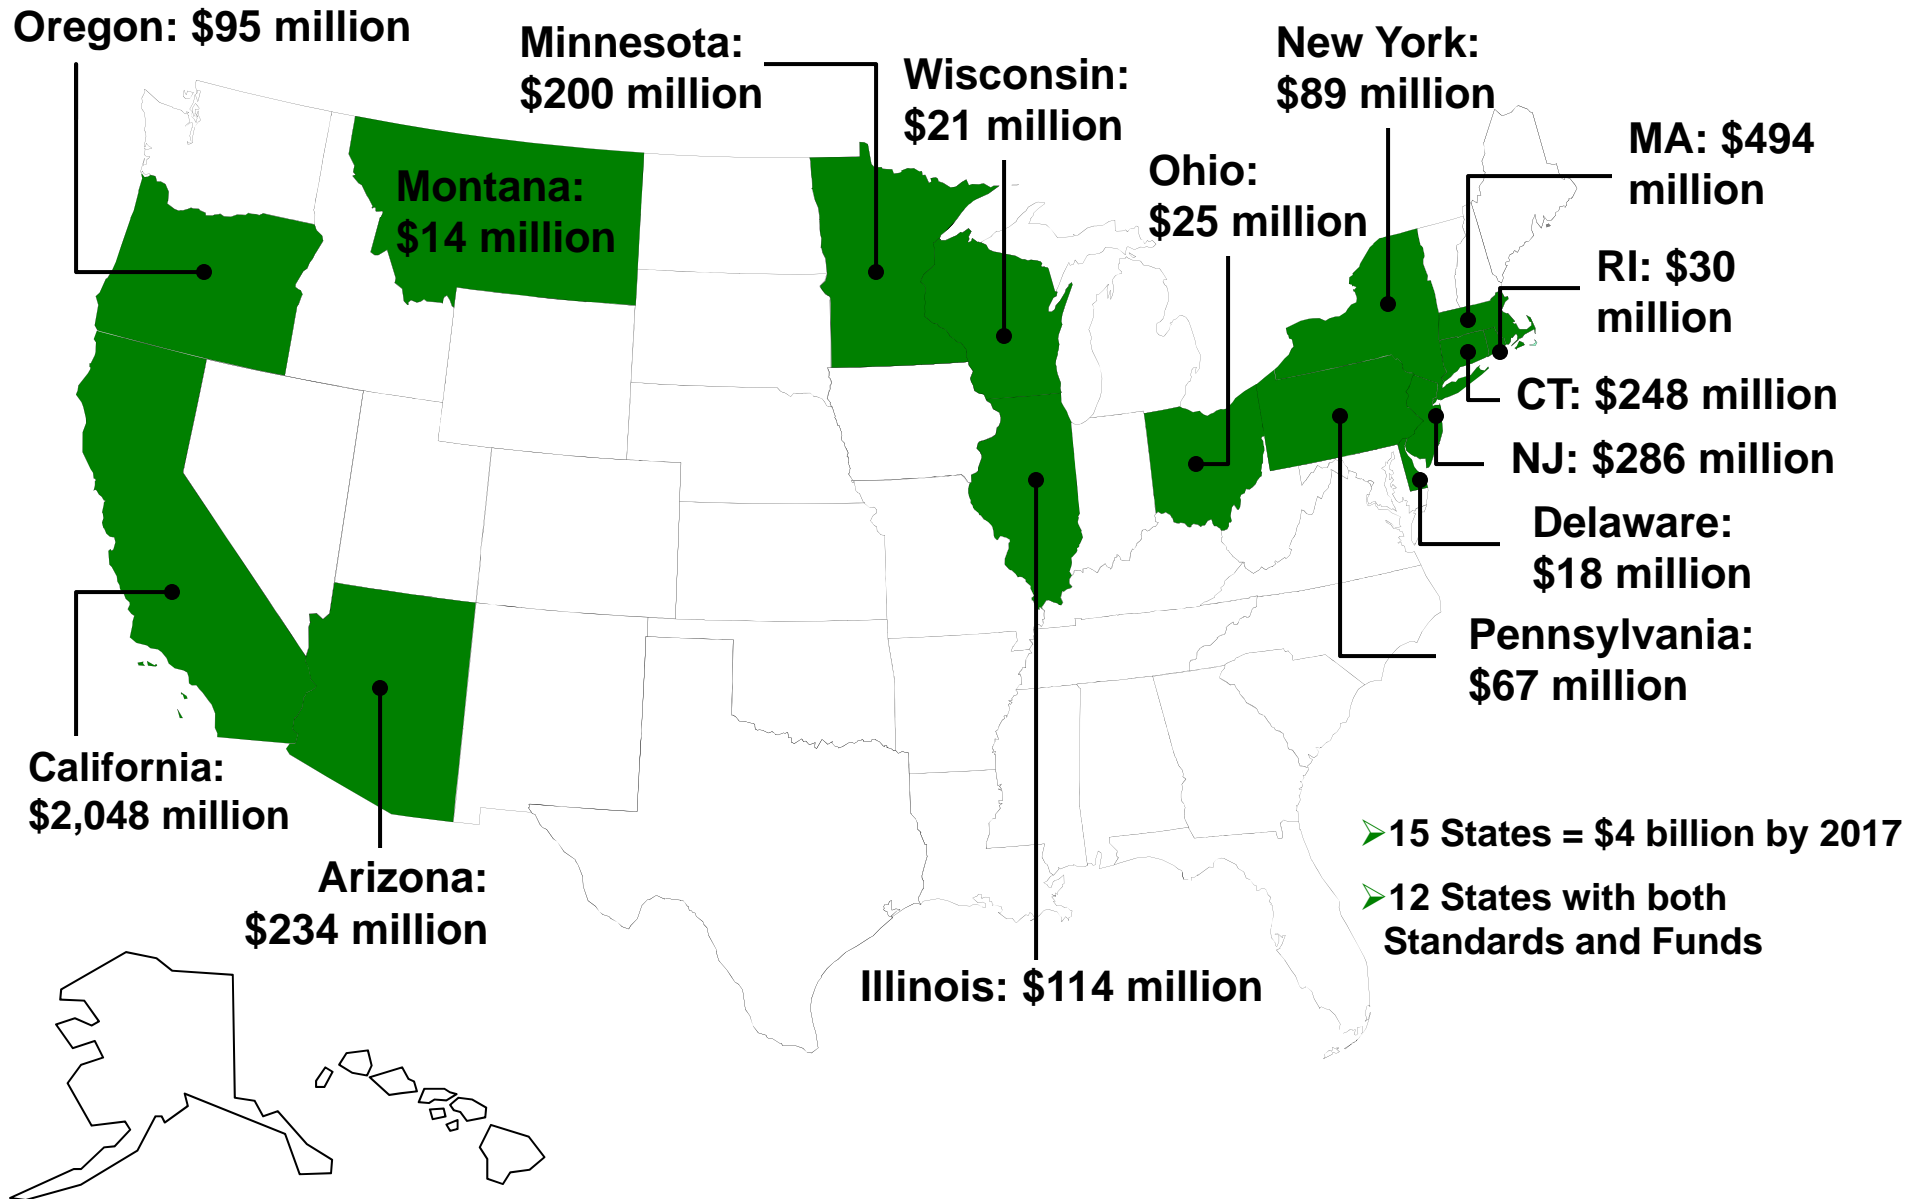 Oregon: $95 million
Minnesota:
$200 million
Wisconsin:
$21 million
New York:
$89 million
MA: $494
million
Ohio:
$25 million
Montana:
$14 million
RI: $30
million
CT: $248 million
NJ: $286 million
Delaware:
$18 million
Pennsylvania:
$67 million
California:
$2,048 million
Arizona:
$234 million
Illinois: $114 million
15 States = $4 billion by 2017
12 States with both
Standards and Funds